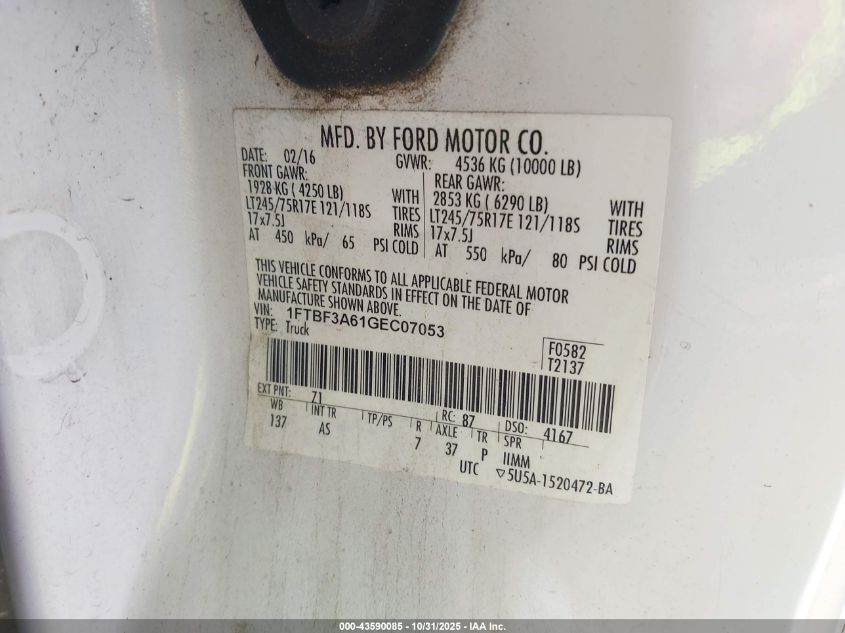 MFD. BY FORD MOTOR CO.
DATE: 02/16 GVWR: 4536 KG (10000 LB)
FRONT GAWR: REAR GAWR:
1928 KG ( 4250 LB) WITH 2853 KG ( 6290 LB) WITH
LT245/75R17E 121/118S TIRES LT245/75R17E 121/118S TIRES
17x7.5J RIMS 17x7.5J RIMS
AT 450 kPa/ 65 PSI COLD AT 550 kPa/ 80 PSI COLD
THIS VEHICLE CONFORMS TO ALL APPLICABLE FEDERAL MOTOR
VEHICLE SAFETY STANDARDS IN EFFECT ON THE DATE OF
MANUFACTURE SHOWN ABOVE.
VIN: 1FTBF3A61GEC07053
TYPE: Truck
F0582
T2137
EXT PNT: Z1 RC: 87 DSO: 4167
WB INT TR TP/PS R AXLE TR SPR
137 AS 7 37 P IIMM
UTC ▽5U5A-1520472-BA
000-43590085 - 10/31/2025 - IAA Inc.